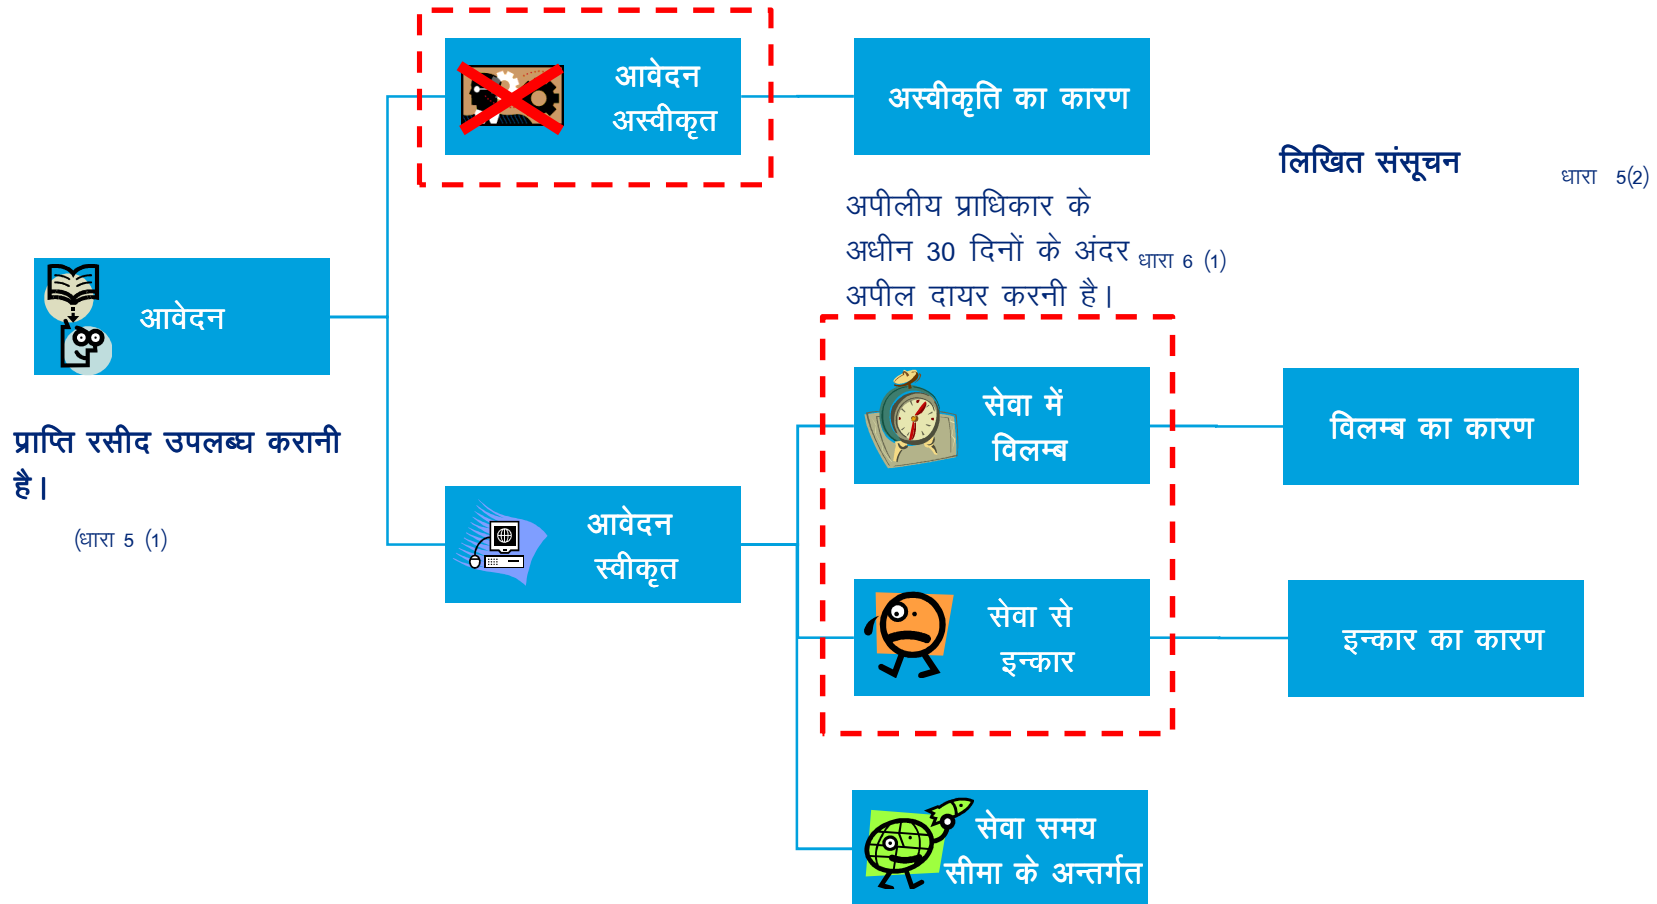 आवेदन
अस्वीकृत
अस्वीकृति का कारण
लिखित संसूचन
धारा 5(2)
अपीलीय प्राधिकार के
अधीन 30 दिनों के अंदर
धारा 6 (1)
अपील दायर करनी है।
आवेदन
प्राप्ति रसीद उपलब्ध करानी
है।
(धारा 5 (1)
आवेदन
स्वीकृत
सेवा में
विलम्ब
विलम्ब का कारण
सेवा से
इन्कार
इन्कार का कारण
सेवा समय
सीमा के अन्तर्गत